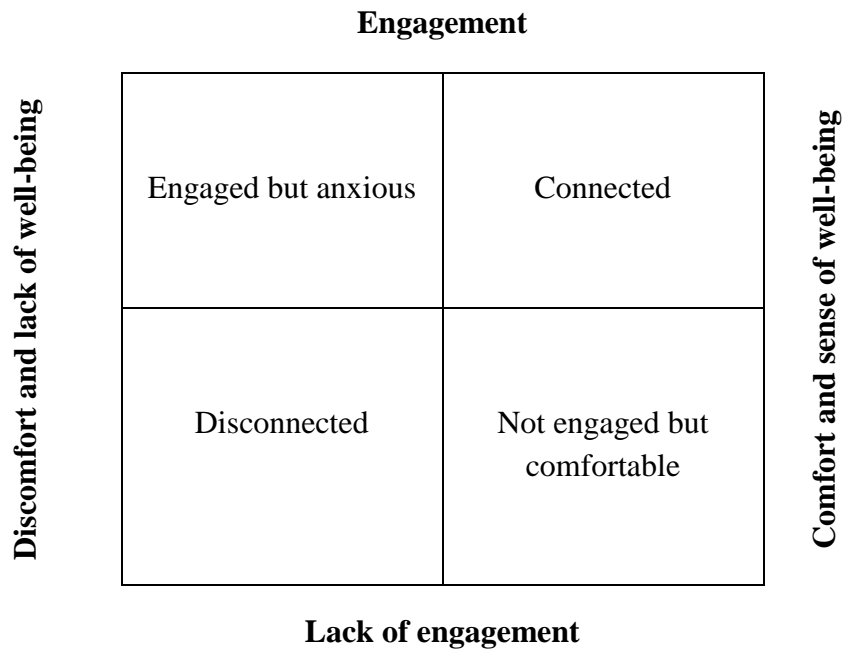 Engagement
Discomfort and lack of well-being
Engaged but anxious
Connected
Comfort and sense of well-being
Disconnected
Not engaged but
comfortable
Lack of engagement